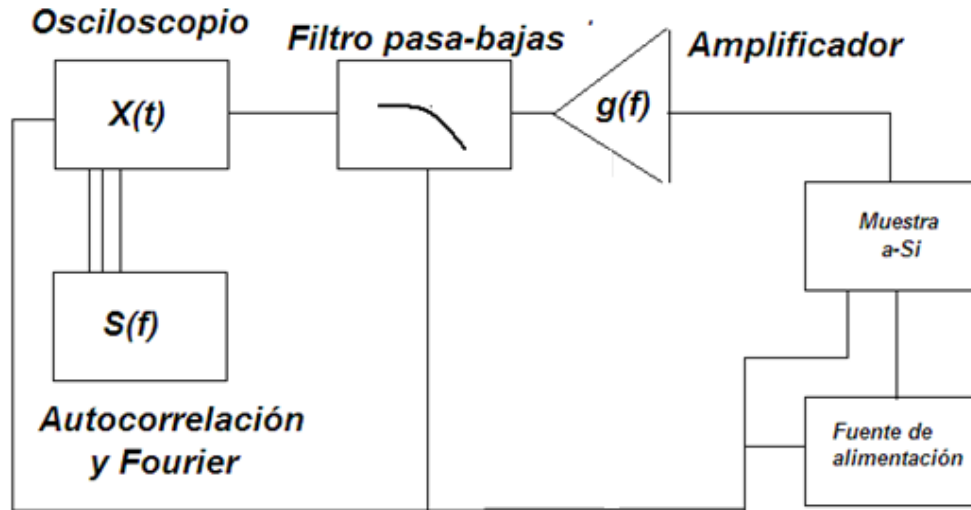 Osciloscopio
Filtro pasa-bajas
Amplificador
X(t)
g(f)
Muestra
a-Si
S(f)
Autocorrelación
y Fourier
Fuente de
alimentación